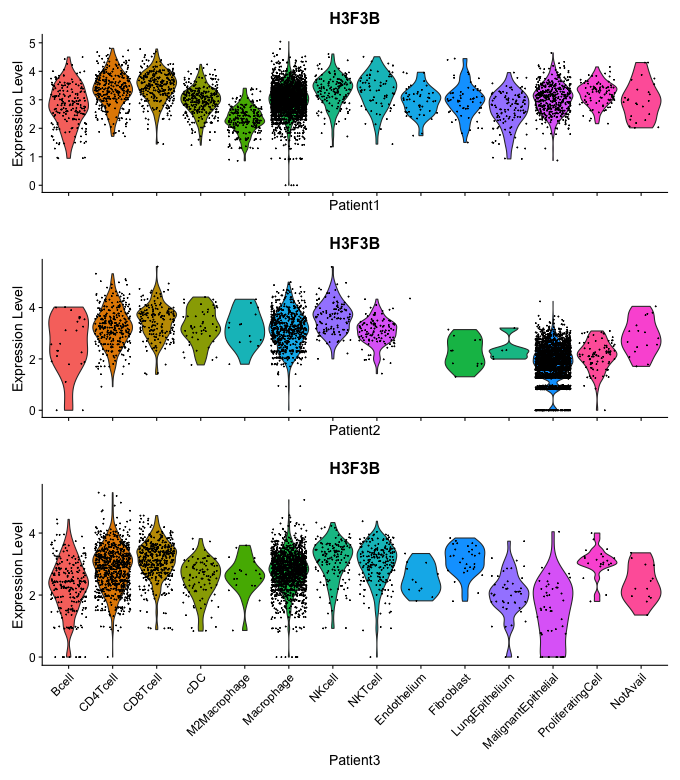 H3F3B
Expression Level
5
4
3
2
1
0
Patient1
H3F3B
Expression Level
4
2
0
Patient2
H3F3B
Expression Level
4
2
0
Bcell
CD4Tcell
CD8Tcell
cDC
M2Macrophage
Macrophage
NKcell
NKTcell
Endothelium
Fibroblast
LungEpithelium
MalignantEpithelial
ProliferatingCell
NotAvail
Patient3